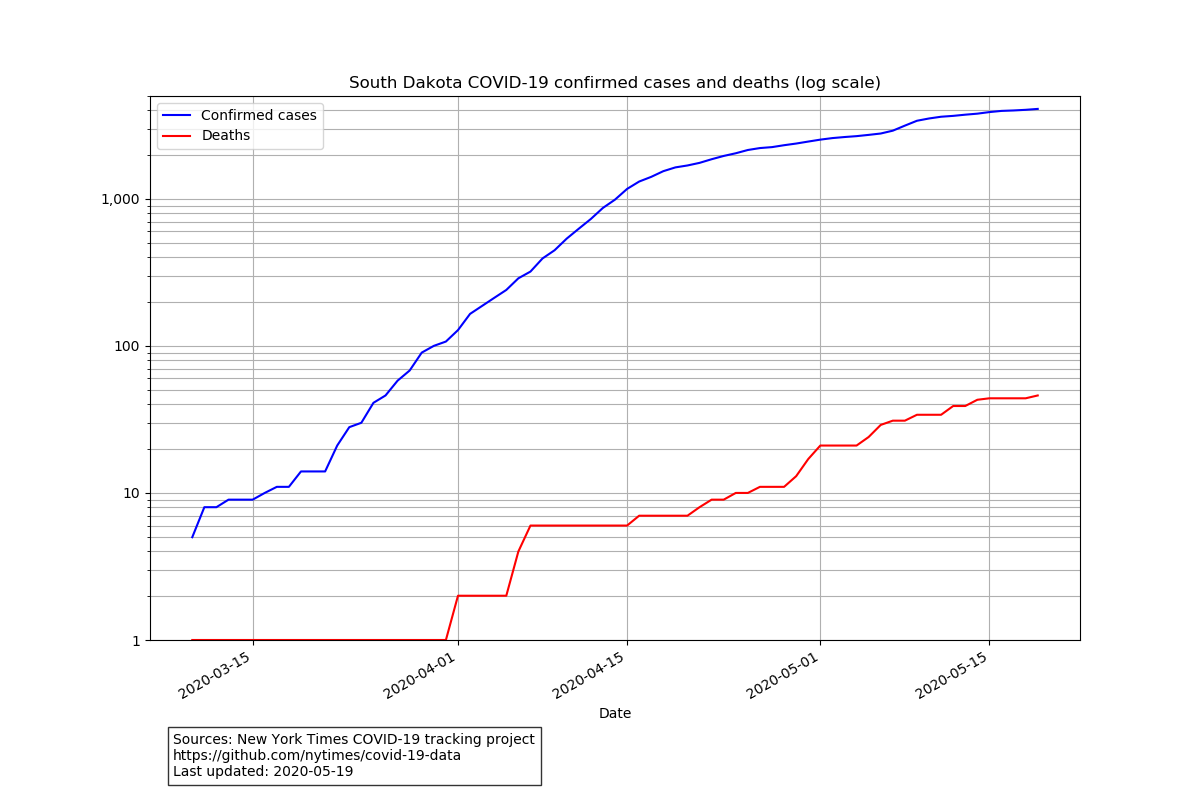 South Dakota COVID-19 confirmed cases and deaths (log scale)
Confirmed cases
Deaths
1,000
100
10
1
2020-03-15
2020-04-01
2020-04-15
2020-05-01
2020-05-15
Date
Sources: New York Times COVID-19 tracking project
https://github.com/nytimes/covid-19-data
Last updated: 2020-05-19